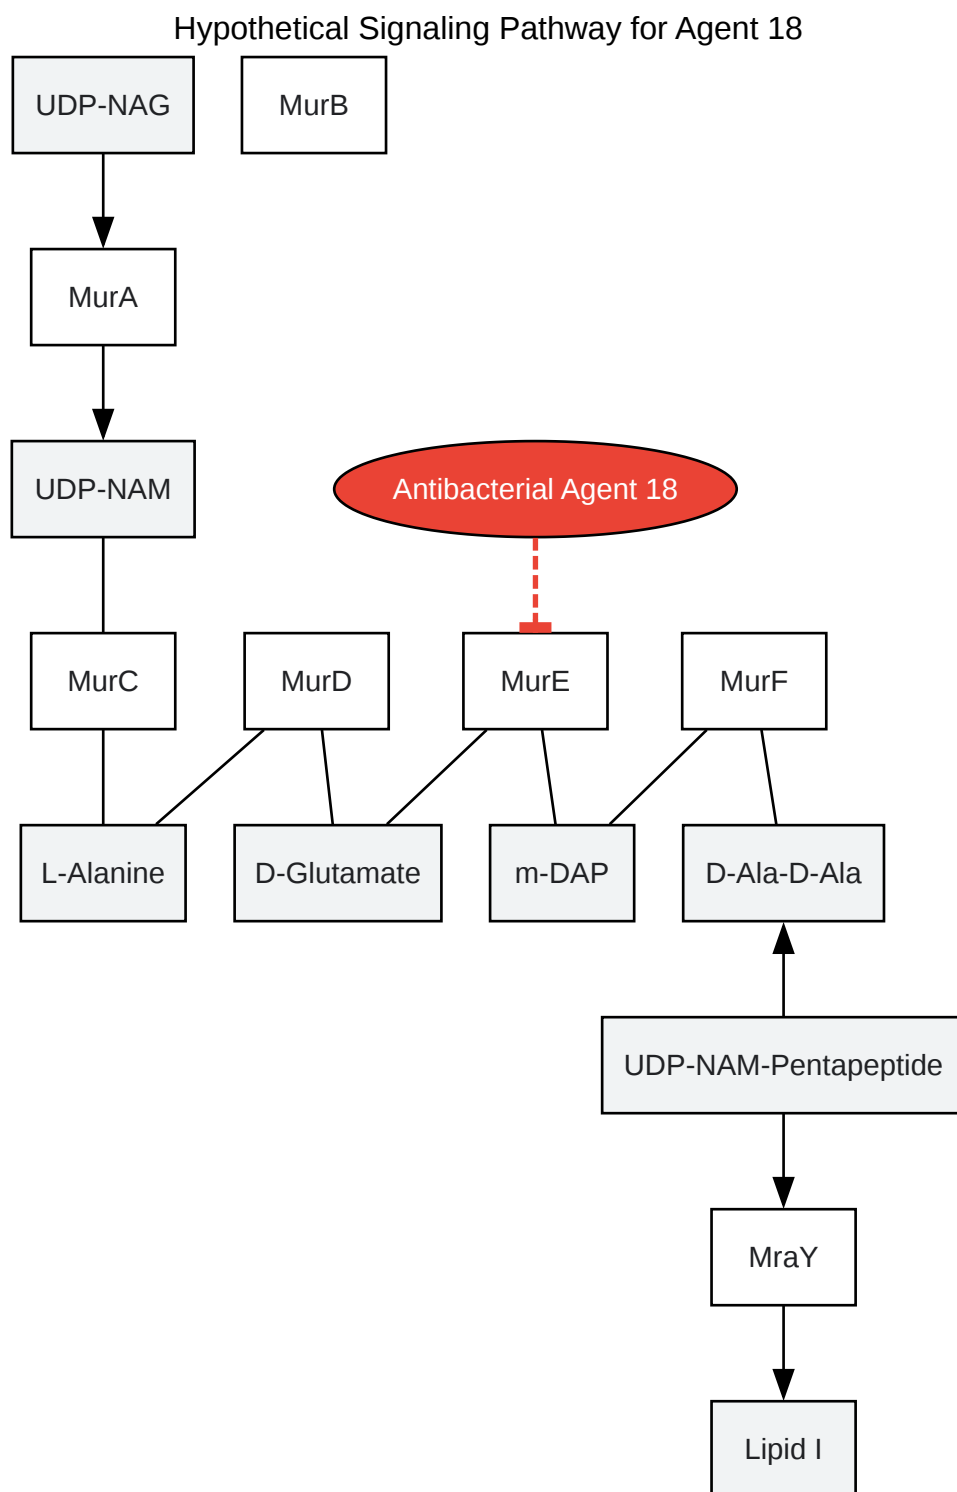 Hypothetical Signaling Pathway for Agent 18
UDP-NAG
MurB
MurA
UDP-NAM
Antibacterial Agent 18
MurC
MurD
MurE
MurF
L-Alanine
D-Glutamate
m-DAP
D-Ala-D-Ala
UDP-NAM-Pentapeptide
MraY
Lipid I